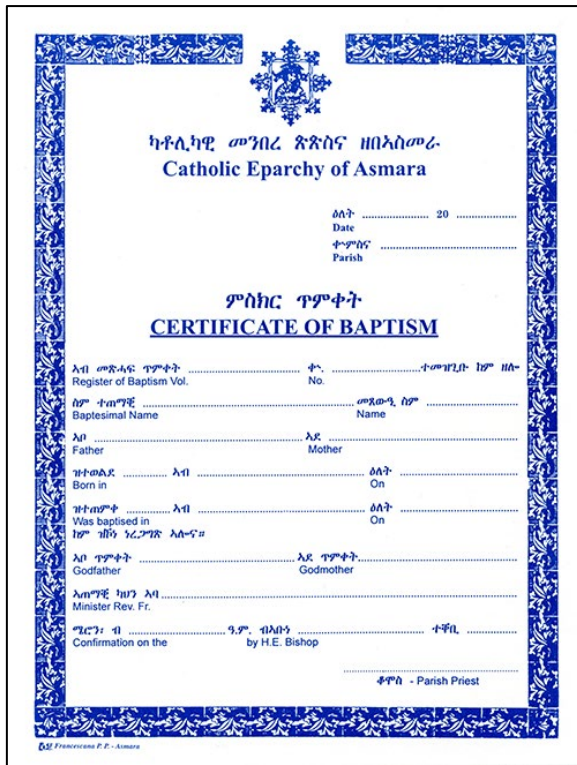 ካቶሊካዊ መንበረ ጵጵስና ዘበኣስመራ
Catholic Eparchy of Asmara
ዕለት ........................ 20 ......................
Date
ቀ·ምስና ................................................
Parish
ምስክር ጥምቀት
CERTIFICATE OF BAPTISM
ኣብ መጽሓፍ ጥምቀት ............................................. ቀ·. .......................................ተመዝጊቡ ከም ዘሎ
Register of Baptism Vol. No.
ስም ተጠማቒ ..........................................................መጸውዒ ስም ...............................
Baptesimal Name Name
ኣቦ ....................................................................ኣደ .....................................................
Father Mother
ዝተወልደ ............... ኣብ ............................................... ዕለት ...................................
Born in On
ዝተጠምቀ ............... ኣብ ............................................... ዕለት ...................................
Was baptised in On
ከም ዝኾነ ነረጋግጽ ኣሎና።
ኣቦ ጥምቀት ..................................................ኣደ ጥምቀት............................................
Godfather Godmother
ኣጠማቒ ካህን ኣባ ...........................................................................................................
Minister Rev. Fr.
ሜሮን፡ ብ ................................ዓ.ም. ብኣቡነ ......................................... ተቐቢ ................
Confirmation on the by H.E. Bishop
ቆሞስ - Parish Priest
Francescana P. P. - Asmara